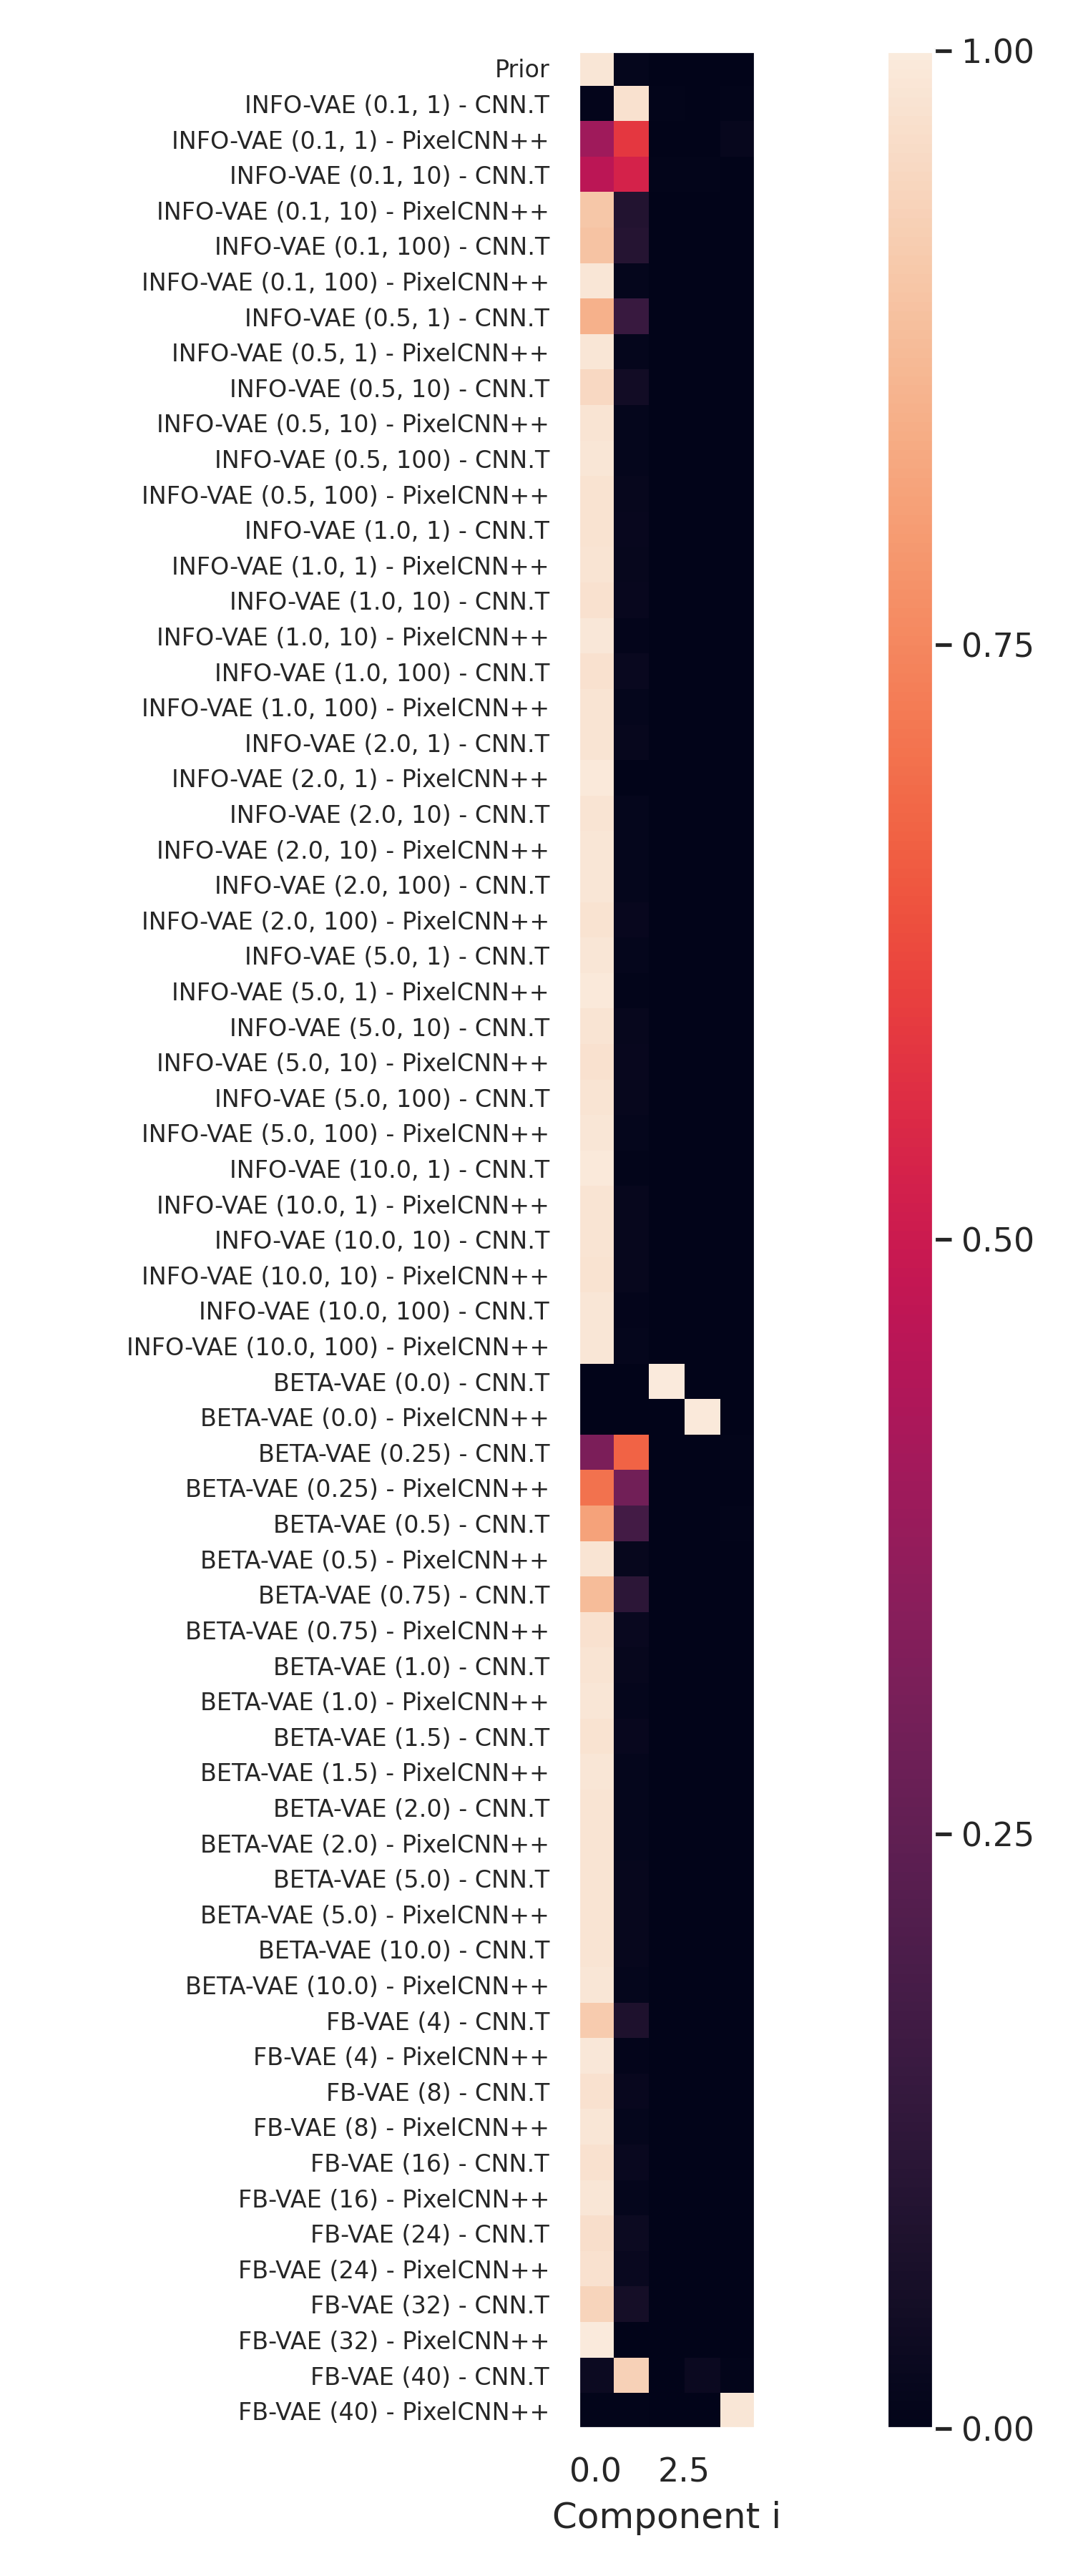 Prior
INFO-VAE (0.1, 1) - CNN.T
INFO-VAE (0.1, 1) - PixelCNN++
INFO-VAE (0.1, 10) - CNN.T
INFO-VAE (0.1, 10) - PixelCNN++
INFO-VAE (0.1, 100) - CNN.T
INFO-VAE (0.1, 100) - PixelCNN++
INFO-VAE (0.5, 1) - CNN.T
INFO-VAE (0.5, 1) - PixelCNN++
INFO-VAE (0.5, 10) - CNN.T
INFO-VAE (0.5, 10) - PixelCNN++
INFO-VAE (0.5, 100) - CNN.T
INFO-VAE (0.5, 100) - PixelCNN++
INFO-VAE (1.0, 1) - CNN.T
INFO-VAE (1.0, 1) - PixelCNN++
INFO-VAE (1.0, 10) - CNN.T
INFO-VAE (1.0, 10) - PixelCNN++
INFO-VAE (1.0, 100) - CNN.T
INFO-VAE (1.0, 100) - PixelCNN++
INFO-VAE (2.0, 1) - CNN.T
INFO-VAE (2.0, 1) - PixelCNN++
INFO-VAE (2.0, 10) - CNN.T
INFO-VAE (2.0, 10) - PixelCNN++
INFO-VAE (2.0, 100) - CNN.T
INFO-VAE (2.0, 100) - PixelCNN++
INFO-VAE (5.0, 1) - CNN.T
INFO-VAE (5.0, 1) - PixelCNN++
INFO-VAE (5.0, 10) - CNN.T
INFO-VAE (5.0, 10) - PixelCNN++
INFO-VAE (5.0, 100) - CNN.T
INFO-VAE (5.0, 100) - PixelCNN++
INFO-VAE (10.0, 1) - CNN.T
INFO-VAE (10.0, 1) - PixelCNN++
INFO-VAE (10.0, 10) - CNN.T
INFO-VAE (10.0, 10) - PixelCNN++
INFO-VAE (10.0, 100) - CNN.T
INFO-VAE (10.0, 100) - PixelCNN++
BETA-VAE (0.0) - CNN.T
BETA-VAE (0.0) - PixelCNN++
BETA-VAE (0.25) - CNN.T
BETA-VAE (0.25) - PixelCNN++
BETA-VAE (0.5) - CNN.T
BETA-VAE (0.5) - PixelCNN++
BETA-VAE (0.75) - CNN.T
BETA-VAE (0.75) - PixelCNN++
BETA-VAE (1.0) - CNN.T
BETA-VAE (1.0) - PixelCNN++
BETA-VAE (1.5) - CNN.T
BETA-VAE (1.5) - PixelCNN++
BETA-VAE (2.0) - CNN.T
BETA-VAE (2.0) - PixelCNN++
BETA-VAE (5.0) - CNN.T
BETA-VAE (5.0) - PixelCNN++
BETA-VAE (10.0) - CNN.T
BETA-VAE (10.0) - PixelCNN++
FB-VAE (4) - CNN.T
FB-VAE (4) - PixelCNN++
FB-VAE (8) - CNN.T
FB-VAE (8) - PixelCNN++
FB-VAE (16) - CNN.T
FB-VAE (16) - PixelCNN++
FB-VAE (24) - CNN.T
FB-VAE (24) - PixelCNN++
FB-VAE (32) - CNN.T
FB-VAE (32) - PixelCNN++
FB-VAE (40) - CNN.T
FB-VAE (40) - PixelCNN++
0.0 2.5
Component i
1.00
0.75
0.50
0.25
0.00